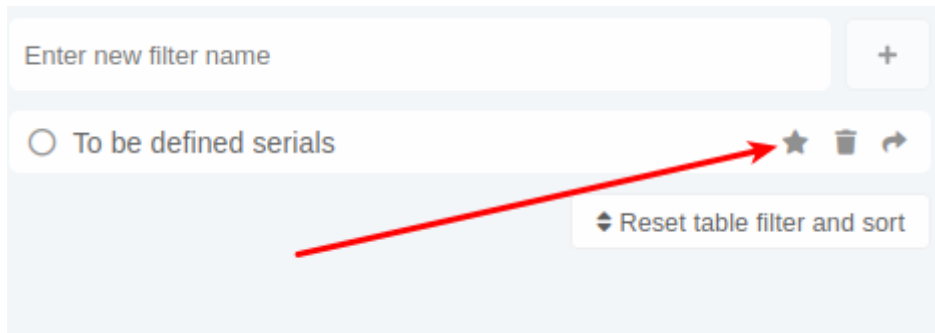 Enter new filter name
+
To be defined serials
Reset table filter and sort